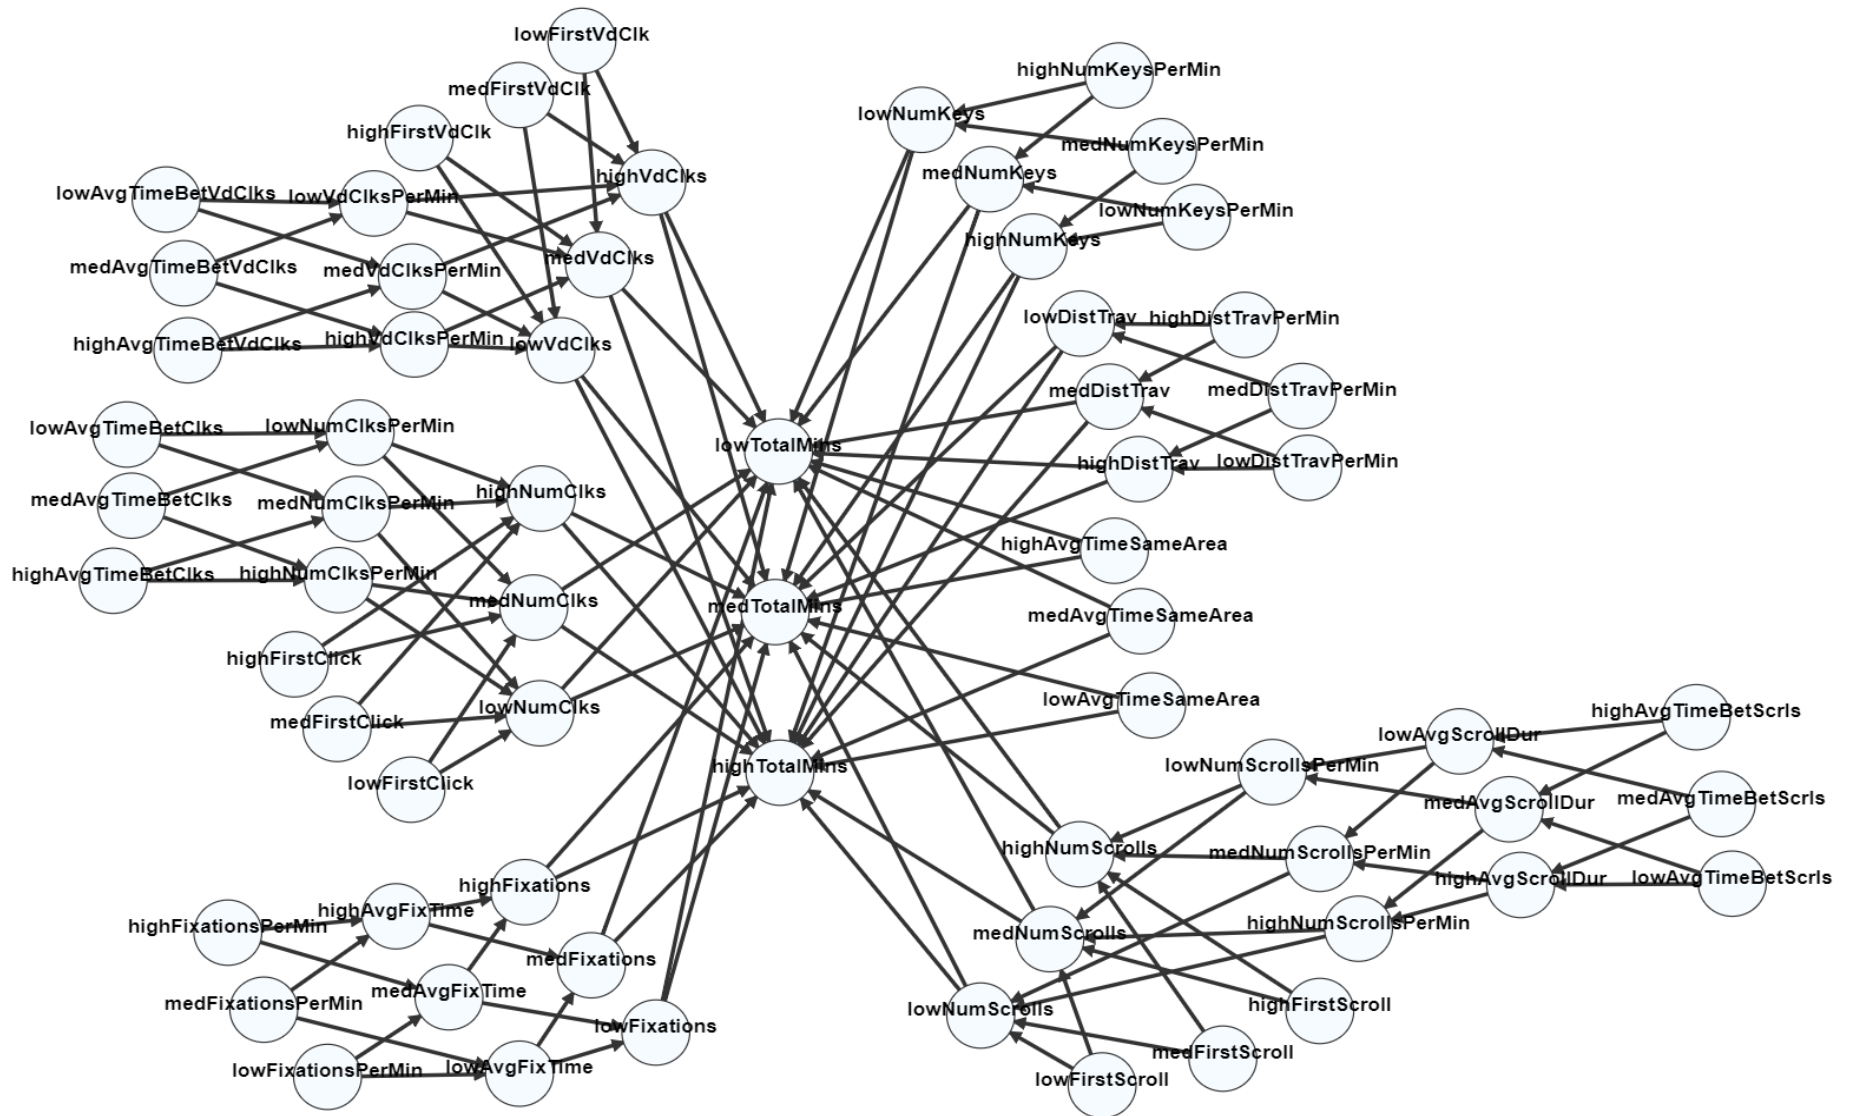 lowFirstVdClk
medFirstVdClk
highFirstVdClk
lowAvgTimeBetVdClks
lowVdClksPerMin
highVdClks
medAvgTimeBetVdClks
medVdClksPerMin
medVdClks
highAvgTimeBetVdClks
highVdClksPerMin
lowVdClks
highNumKeysPerMin
lowNumKeys
medNumKeysPerMin
medNumKeys
lowNumKeysPerMin
highNumKeys
lowDistTrav
highDistTravPerMin
medDistTrav
medDistTravPerMin
highDistTrav
lowDistTravPerMin
lowAvgTimeBetClks
lowNumClksPerMin
medAvgTimeBetClks
medNumClksPerMin
highNumClks
highAvgTimeBetClks
highNumClksPerMin
medNumClks
highFirstClick
medFirstClick
lowNumClks
lowFirstClick
lowTotalMins
medTotalMins
highTotalMins
highAvgTimeSameArea
medAvgTimeSameArea
lowAvgTimeSameArea
highAvgTimeBetScrls
lowAvgScrollDur
lowNumScrollsPerMin
medAvgTimeBetScrls
medAvgScrollDur
highNumScrolls
medNumScrollsPerMin
highAvgScrollDur
lowAvgTimeBetScrls
highNumScrollsPerMin
medNumScrolls
lowNumScrolls
highFirstScroll
medFirstScroll
lowFirstScroll
highFixations
highAvgFixTime
highFixationsPerMin
medFixations
medAvgFixTime
medFixationsPerMin
lowFixations
lowAvgFixTime
lowFixationsPerMin